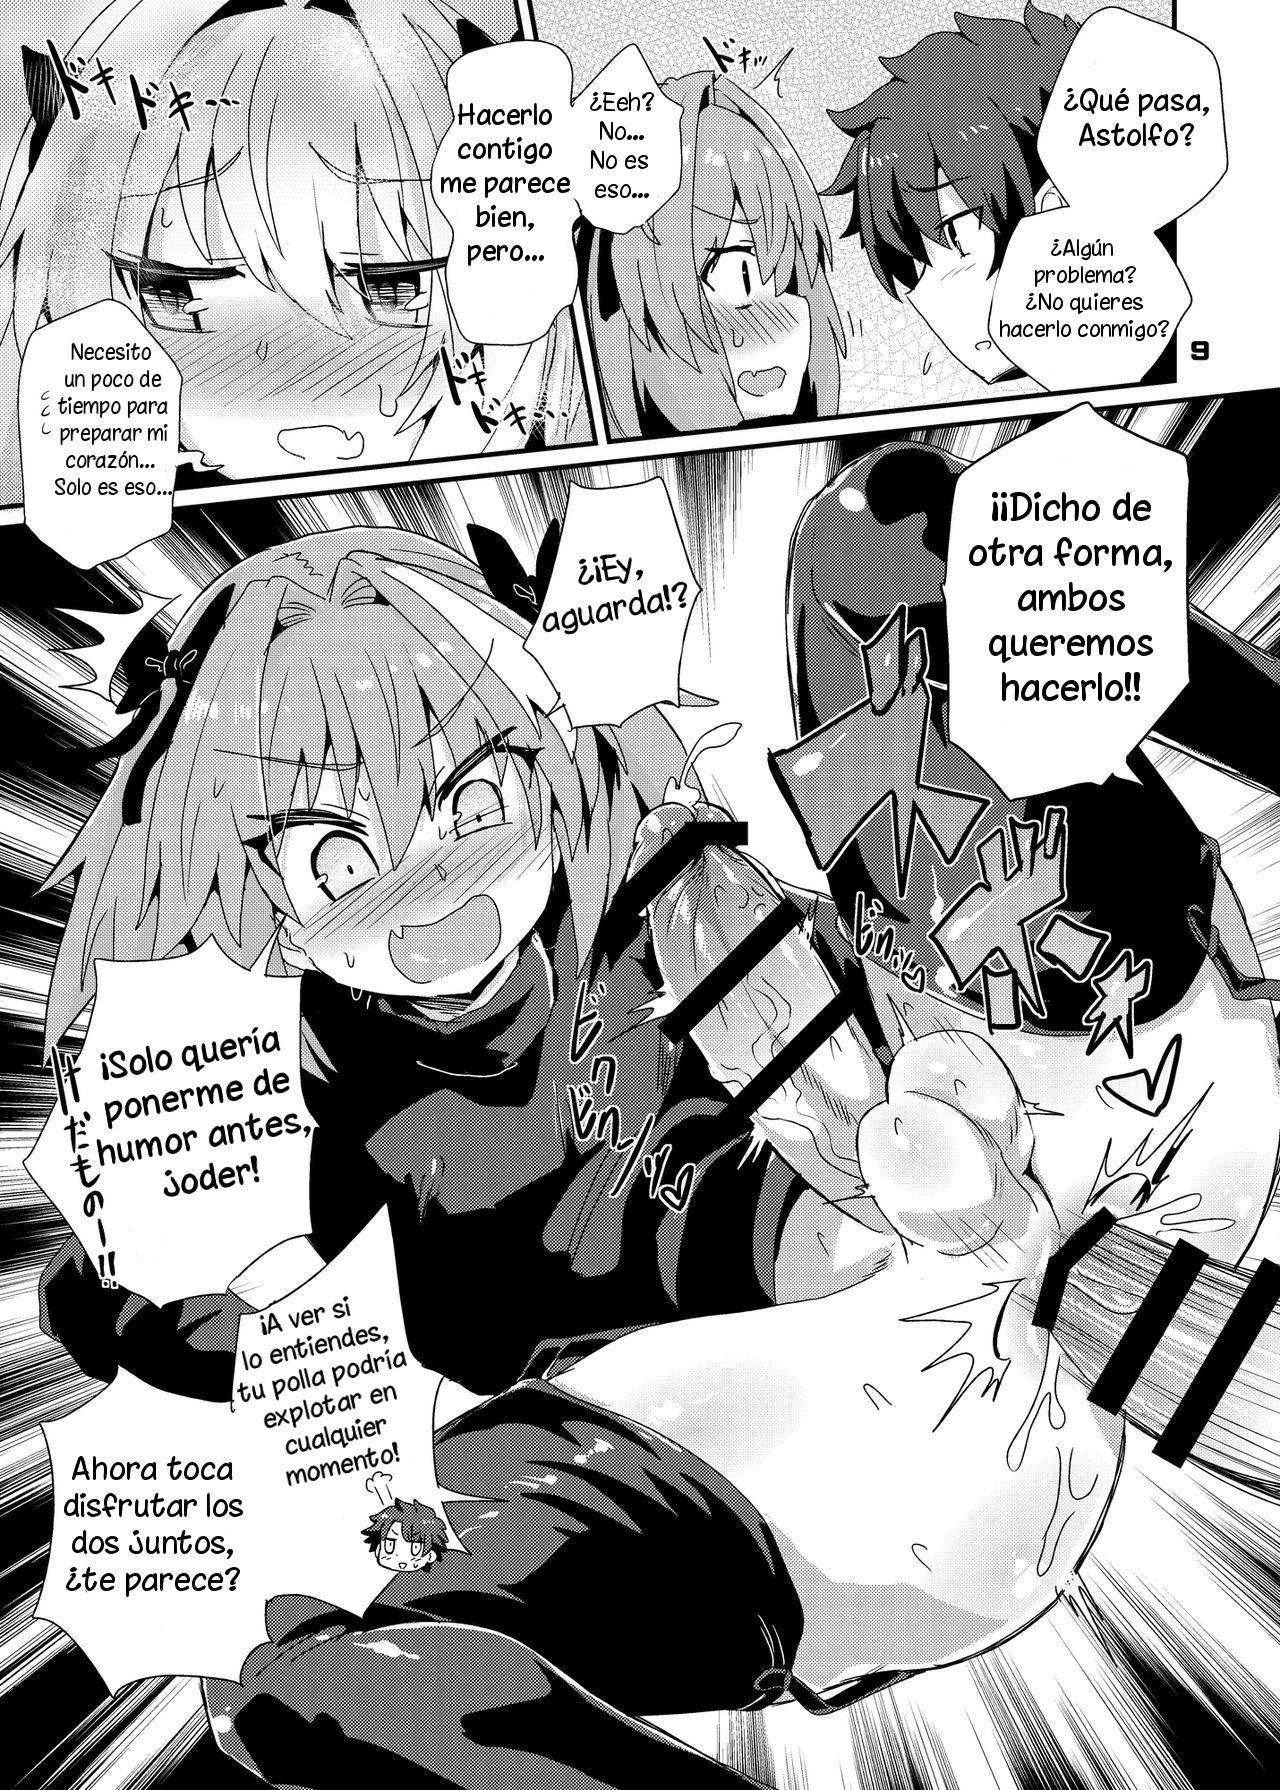 ¿Qué pasa,
Astolfo?
¿Algún
problema?
¿No quieres
hacerlo conmigo?
9
¿Eeh?
No...
No es
eso...
Hacerlo
contigo
me parece
bien,
pero...
ドキ
ドキ…
ドキ
ドキ…
Necesito
un poco de
tiempo para
preparar mi
corazón...
Solo es eso...
¡¡Dicho de
otra forma,
ambos
queremos
hacerlo!!
¿¡Ey,
aguarda!?
¡Solo quería
ponerme de
humor antes,
joder!
だものー!!
¡A ver si
lo entiendes,
tu polla podría
explotar en
cualquier
momento!
Ahora toca
disfrutar los
dos juntos,
¿te parece?